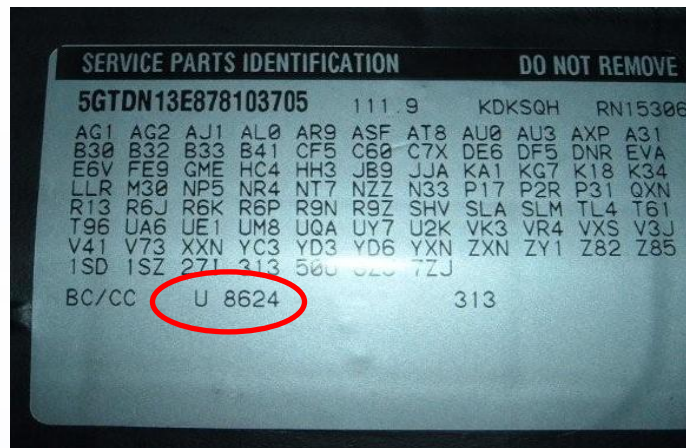 SERVICE PARTS IDENTIFICATION DO NOT REMOVE
5GTDN13E878103705 111.9 KDKSQH RN15306
AG1 AG2 AJ1 AL0 AR9 ASF AT8 AU0 AU3 AXP A31
B30 B32 B33 B41 CF5 C60 C7X DE6 DF5 DNR EVA
E6V FE9 GME HC4 HH3 JB9 JJA KA1 KG7 K18 K34
LLR M30 NP5 NR4 NT7 NZZ N33 P17 P2R P31 QXN
R13 R6J R6K R6P R9N R9Z SHV SLA SLM TL4 T61
T96 UA6 UE1 UM8 UQA UY7 U2K VK3 VR4 VXS V3J
V41 V73 XXN YC3 YD3 YD6 YXN ZXN ZY1 Z82 Z85
1SD 1SZ 27I 313 50U 7ZJ
BC/CC U 8624 313